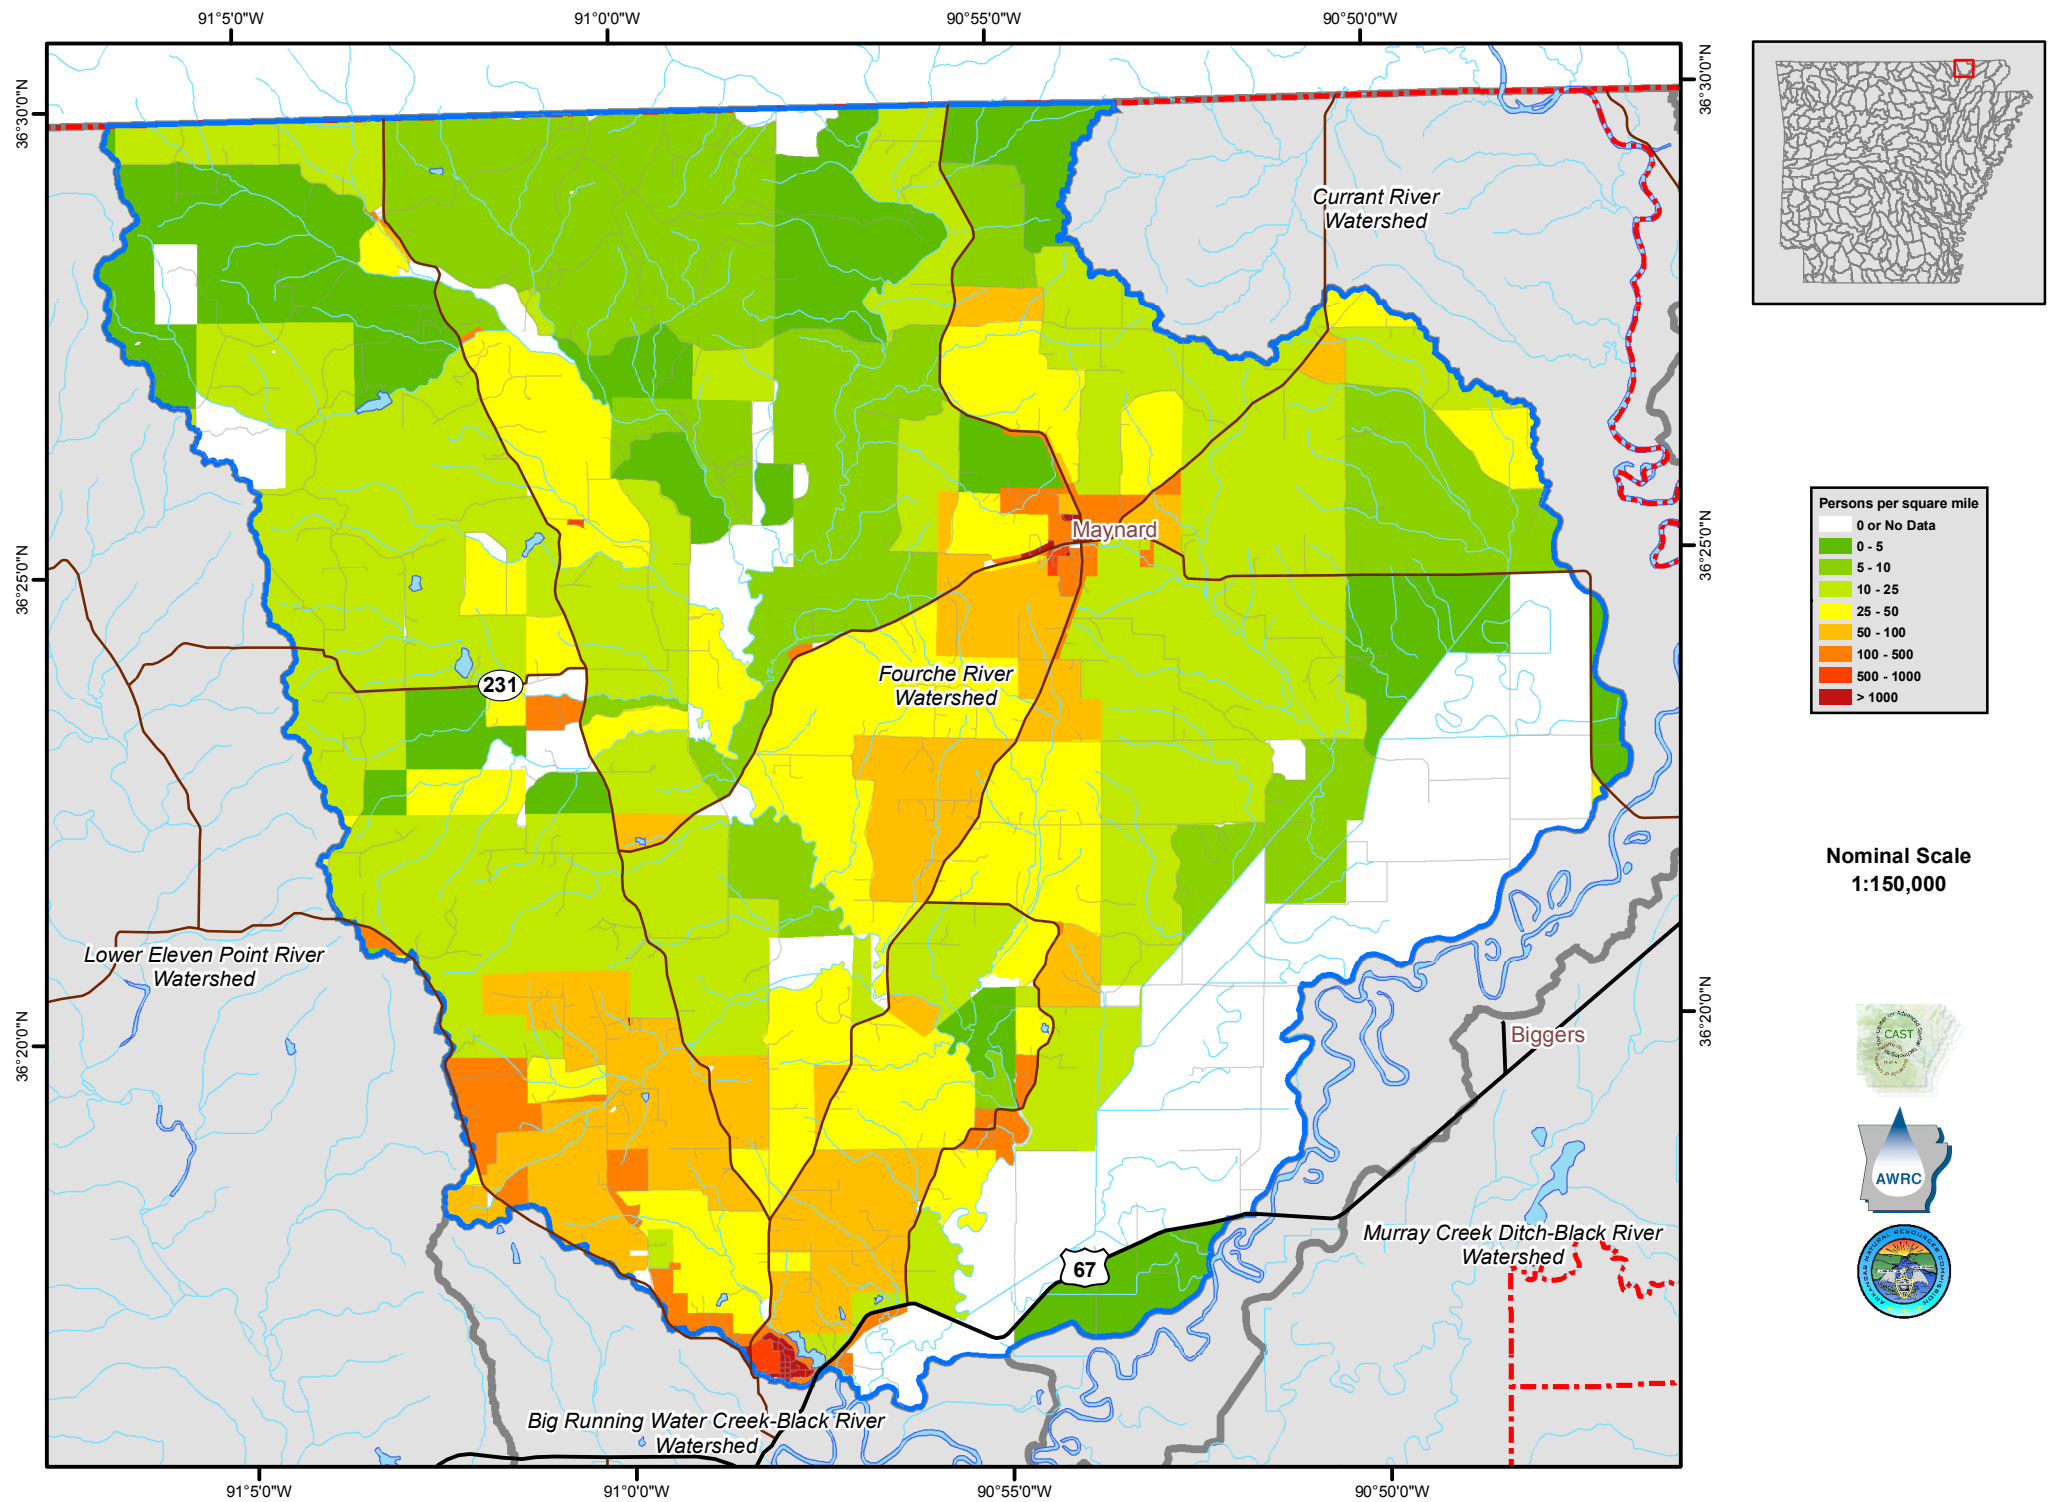 91°5'0"W
91°0'0"W
90°55'0"W
90°50'0"W
36°30'0"N
36°30'0"N
Currant River
Watershed
Persons per square mile
0 or No Data
0 - 5
5 - 10
10 - 25
25 - 50
50 - 100
100 - 500
500 - 1000
> 1000
Maynard
36°25'0"N
36°25'0"N
Fourche River
Watershed
231
Nominal Scale
1:150,000
Lower Eleven Point River
Watershed
36°20'0"N
36°20'0"N
Biggers
CAST
AWRC
Murray Creek Ditch-Black River
Watershed
67
ARKANSAS NATURAL RESOURCES COMMISSION
Big Running Water Creek-Black River
Watershed
91°5'0"W
91°0'0"W
90°55'0"W
90°50'0"W